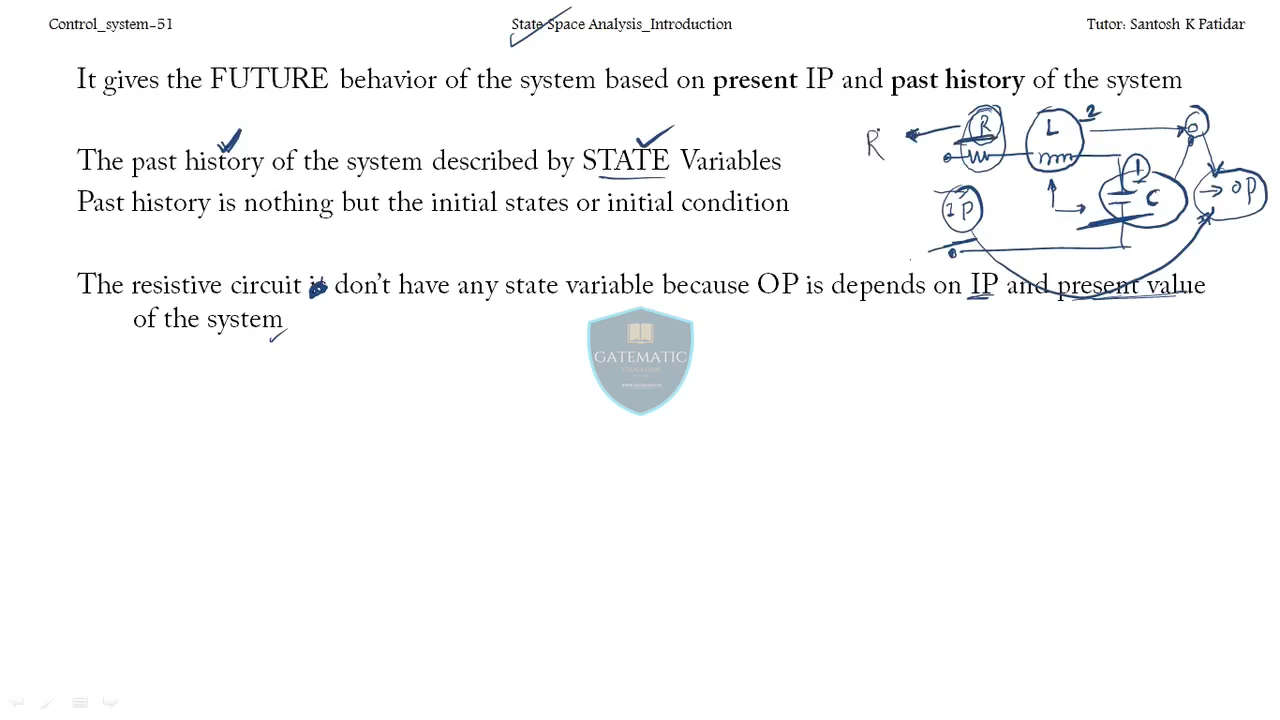 Control_system-51
State Space Analysis_Introduction
Tutor: Santosh K Patidar
It gives the FUTURE behavior of the system based on present IP and past history of the system
The past history of the system described by STATE Variables
Past history is nothing but the initial states or initial condition
R
R
L
2
1
C
IP
OP
The resistive circuit don't have any state variable because OP is depends on IP and present value
of the system
GATEMATIC
EDUCATION